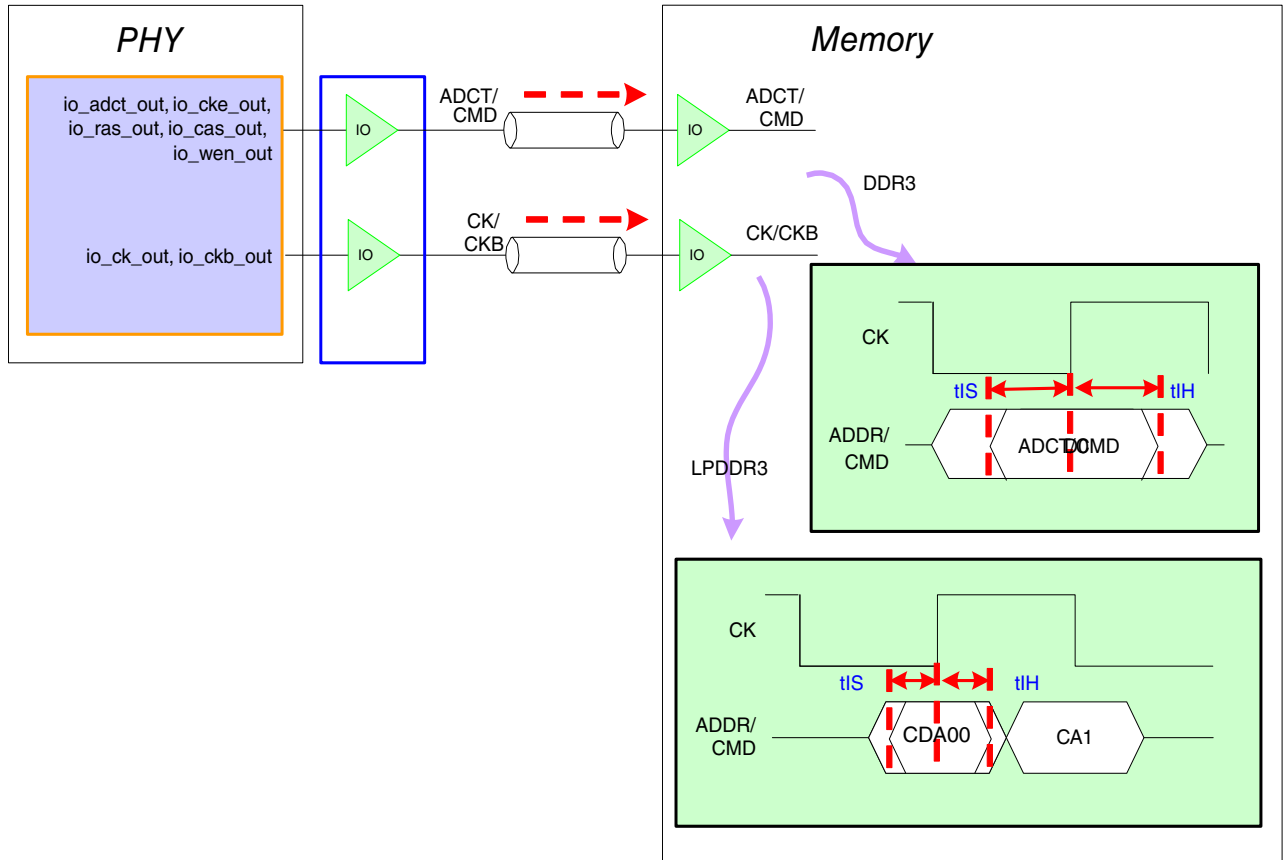 PHY
io_adct_out, io_cke_out,
io_ras_out, io_cas_out,
io_wen_out
io_ck_out, io_ckb_out
IO
IO
ADCT/
CMD
CK/
CKB
Memory
IO
ADCT/
CMD
IO
CK/CKB
DDR3
CK
tIS
tIH
ADDR/
CMD
LPDDR3
CK
tIS
tIH
ADDR/
CMD
CA1